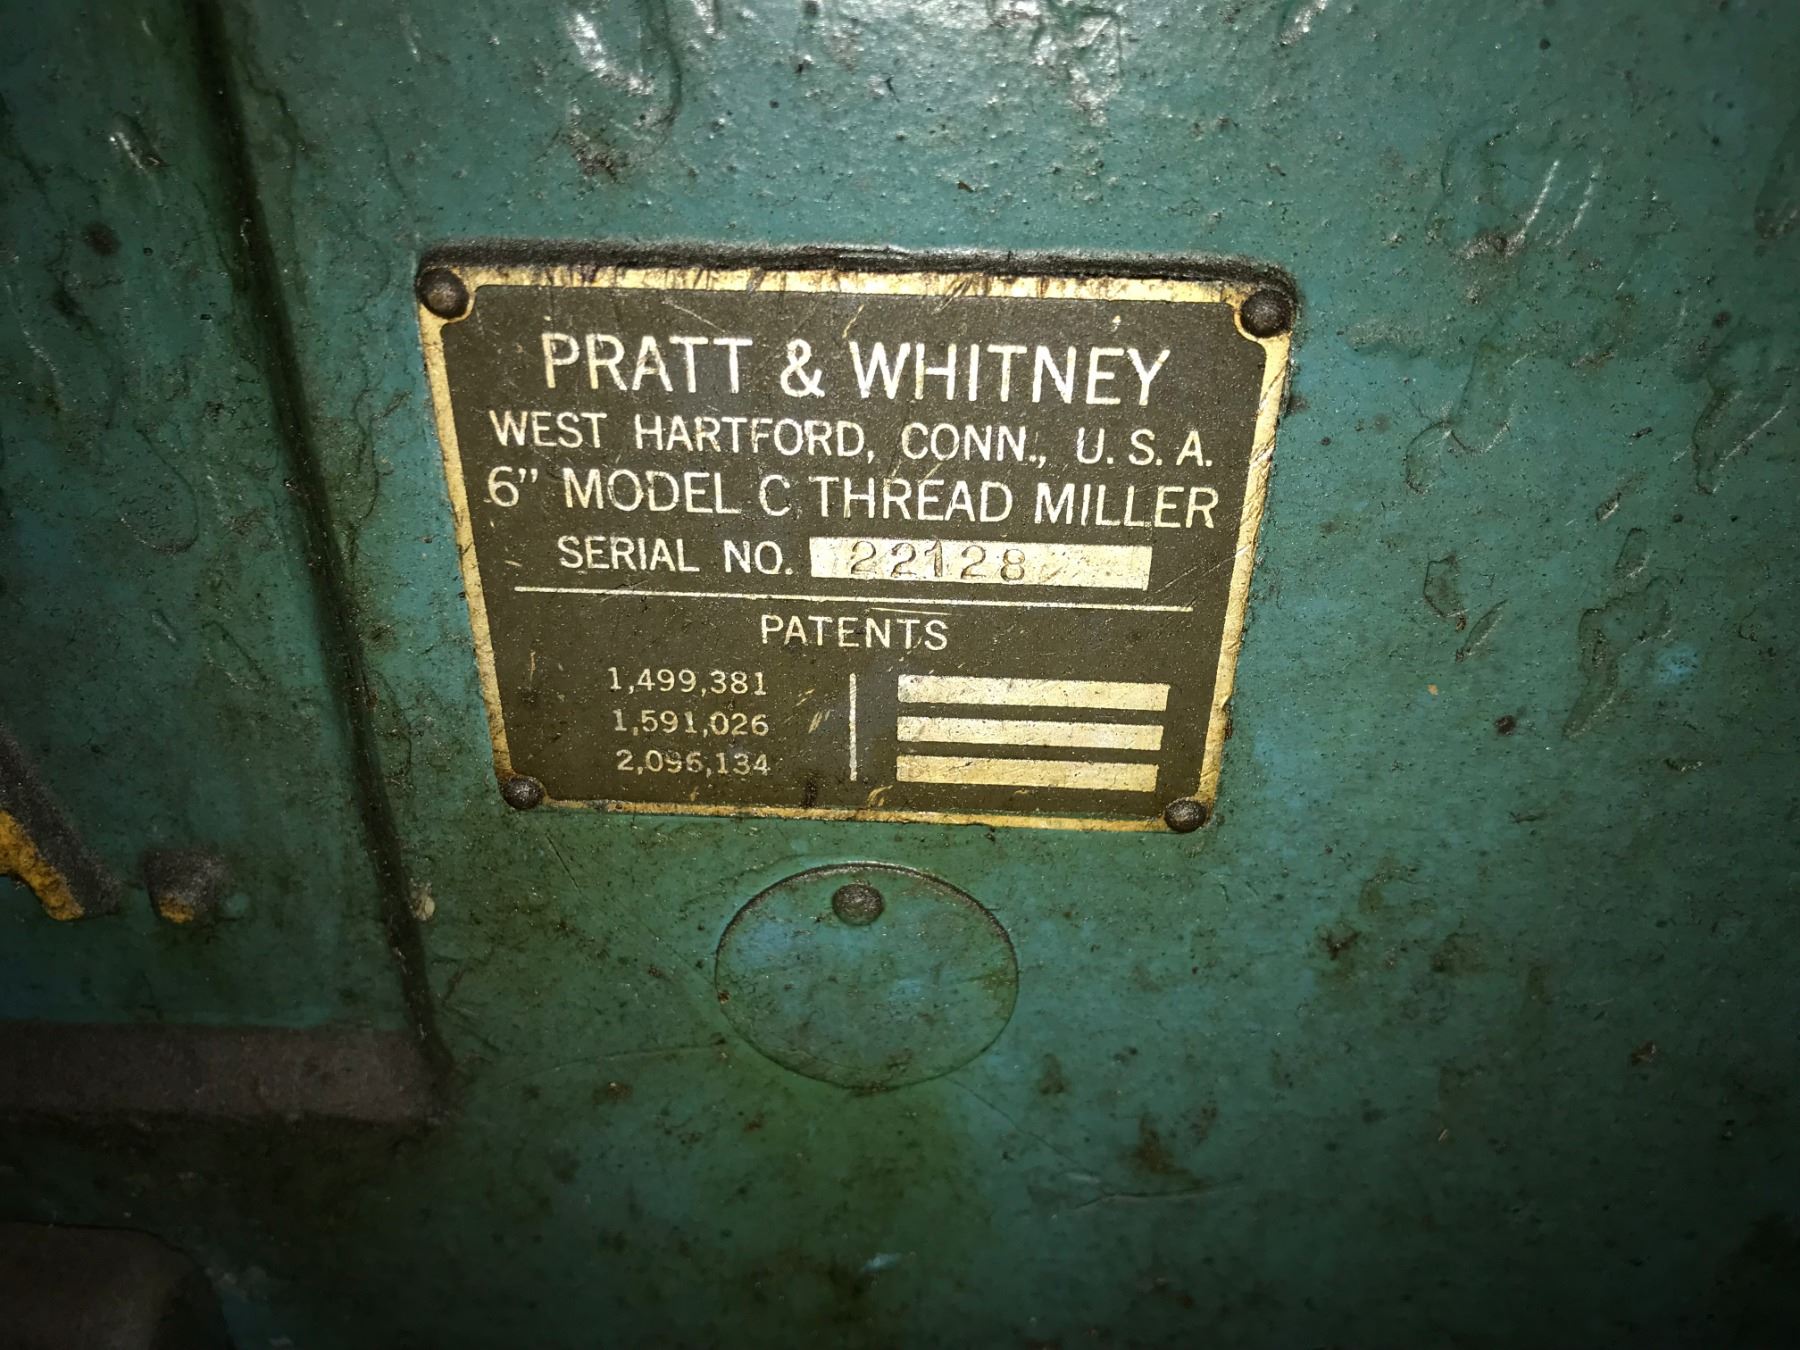 PRATT & WHITNEY
WEST HARTFORD, CONN., U.S.A.
6" MODEL C THREAD MILLER
SERIAL NO. 22128
PATENTS
1,499,381
1,591,026
2,096,134